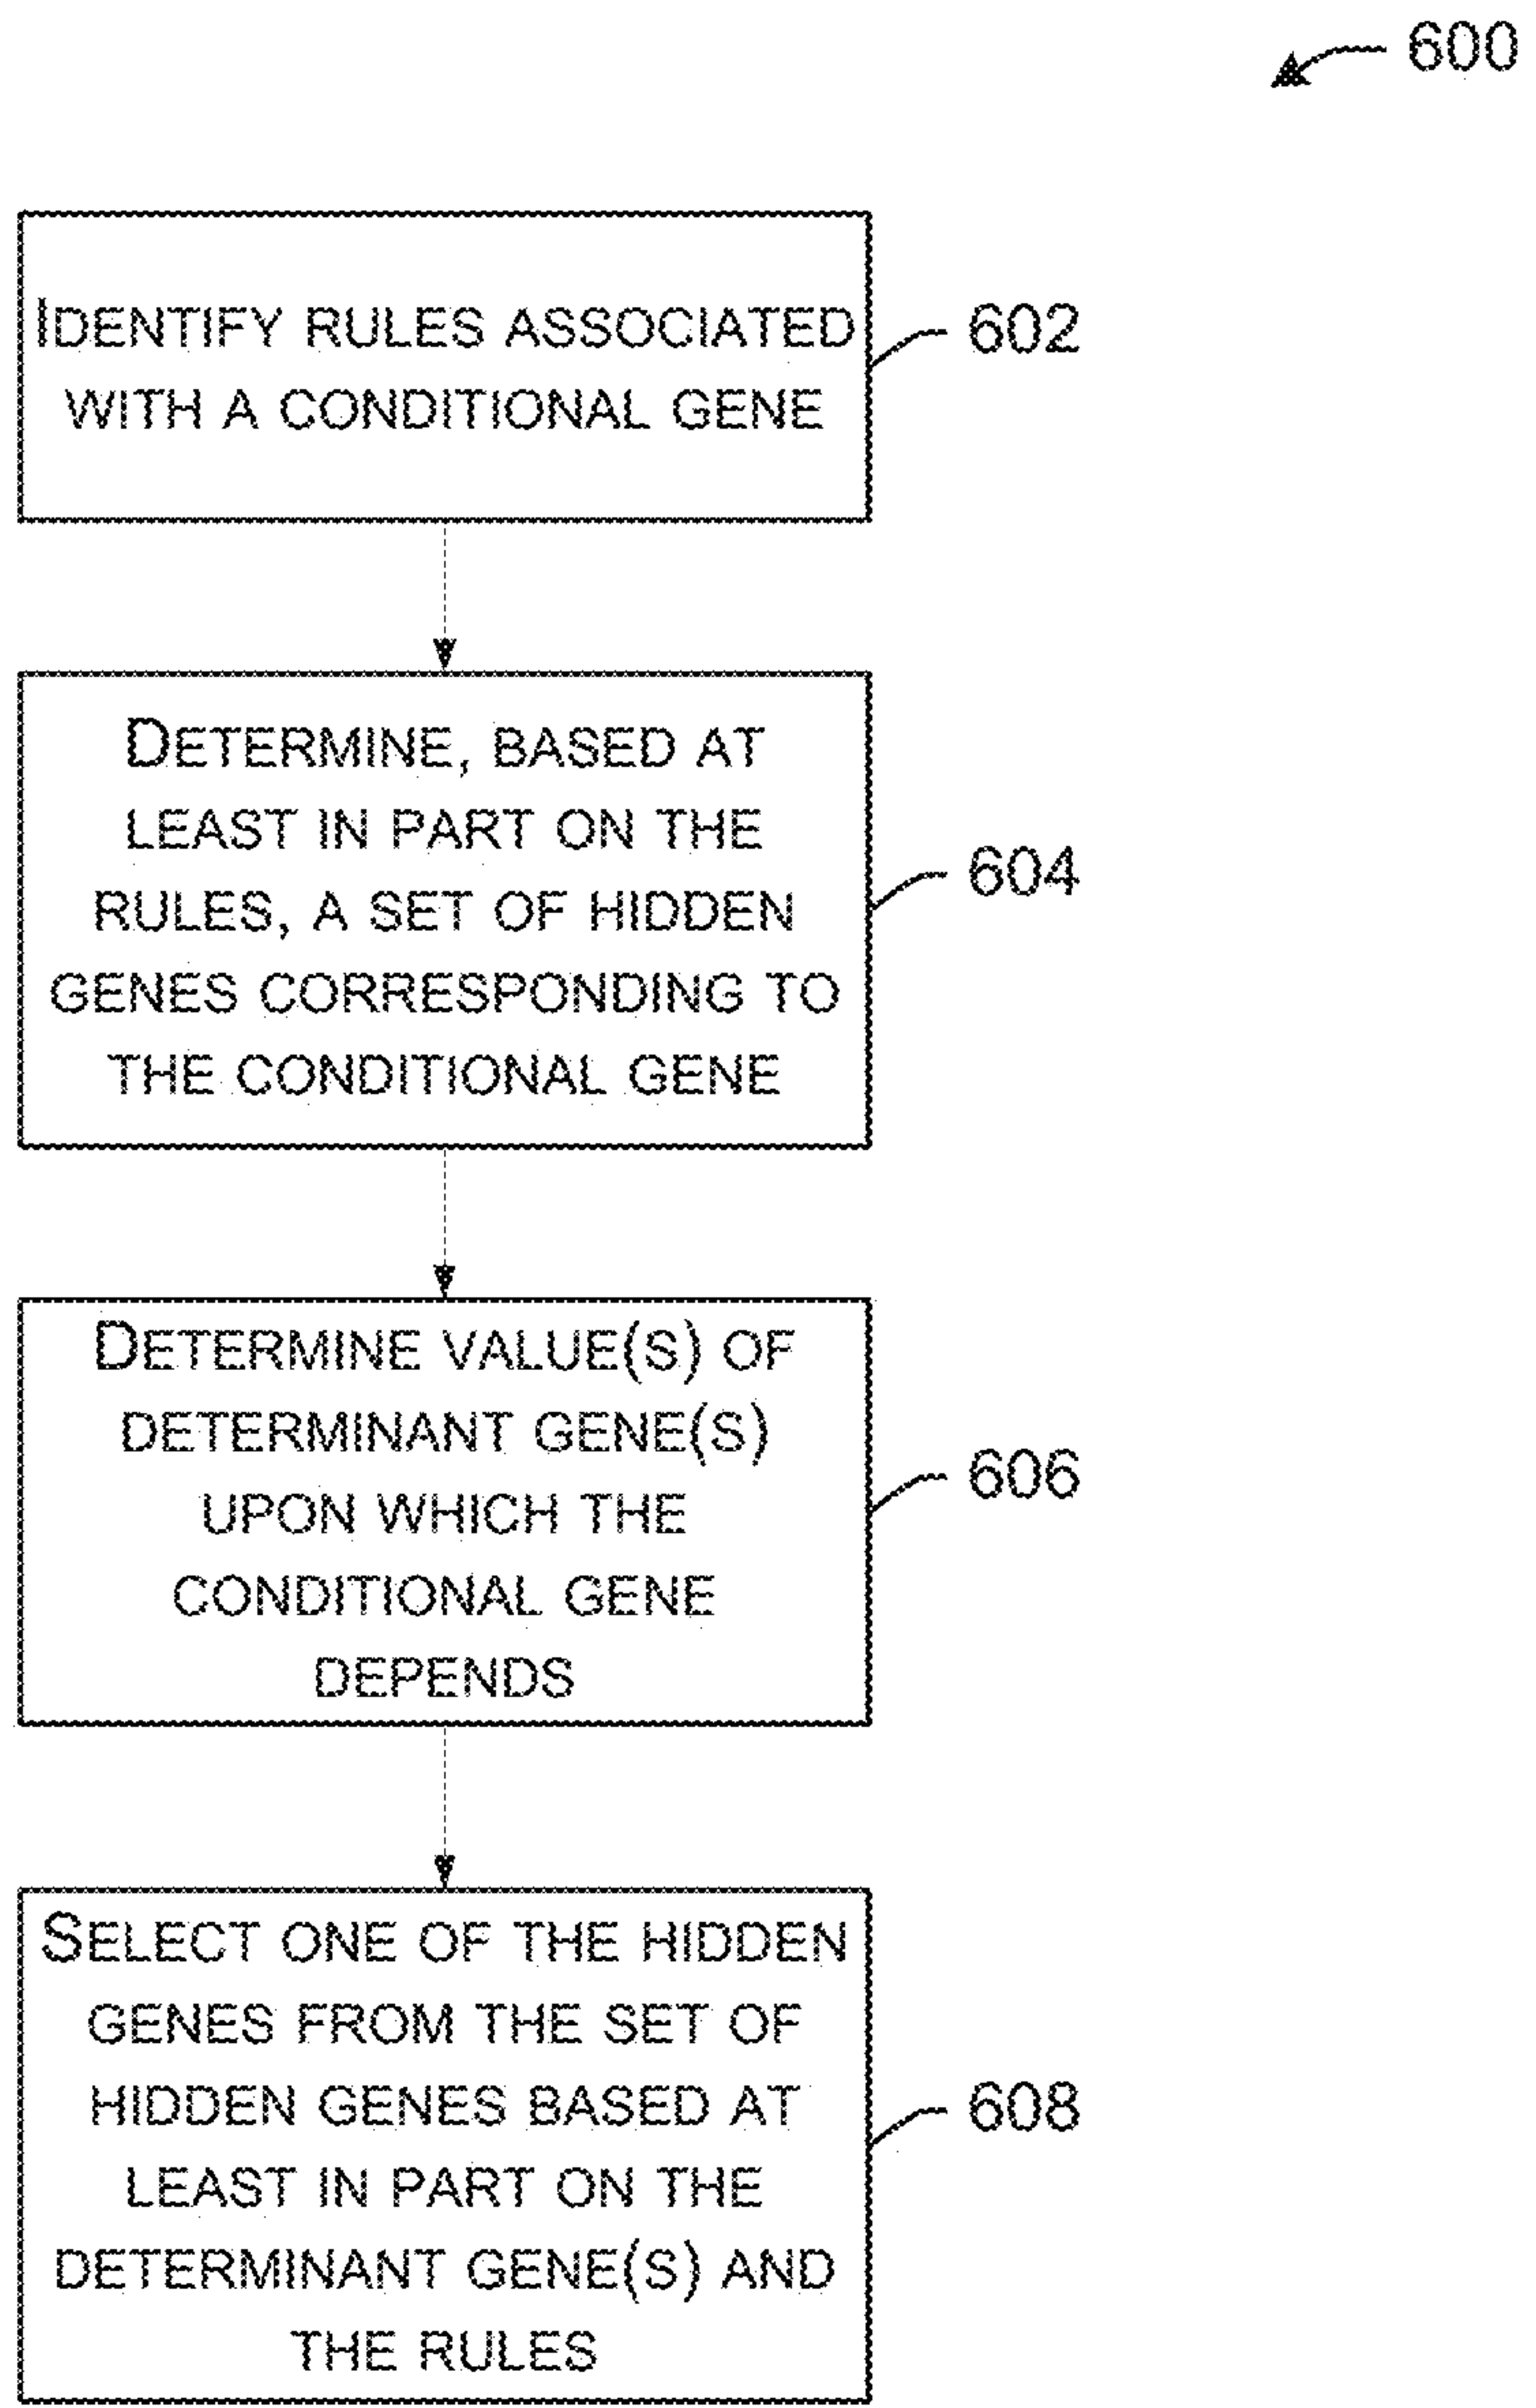 600
IDENTIFY RULES ASSOCIATED
WITH A CONDITIONAL GENE
602
DETERMINE, BASED AT
LEAST IN PART ON THE
RULES, A SET OF HIDDEN
GENES CORRESPONDING TO
THE CONDITIONAL GENE
604
DETERMINE VALUE(S) OF
DETERMINANT GENE(S)
UPON WHICH THE
CONDITIONAL GENE
DEPENDS
606
SELECT ONE OF THE HIDDEN
GENES FROM THE SET OF
HIDDEN GENES BASED AT
LEAST IN PART ON THE
DETERMINANT GENE(S) AND
THE RULES
608